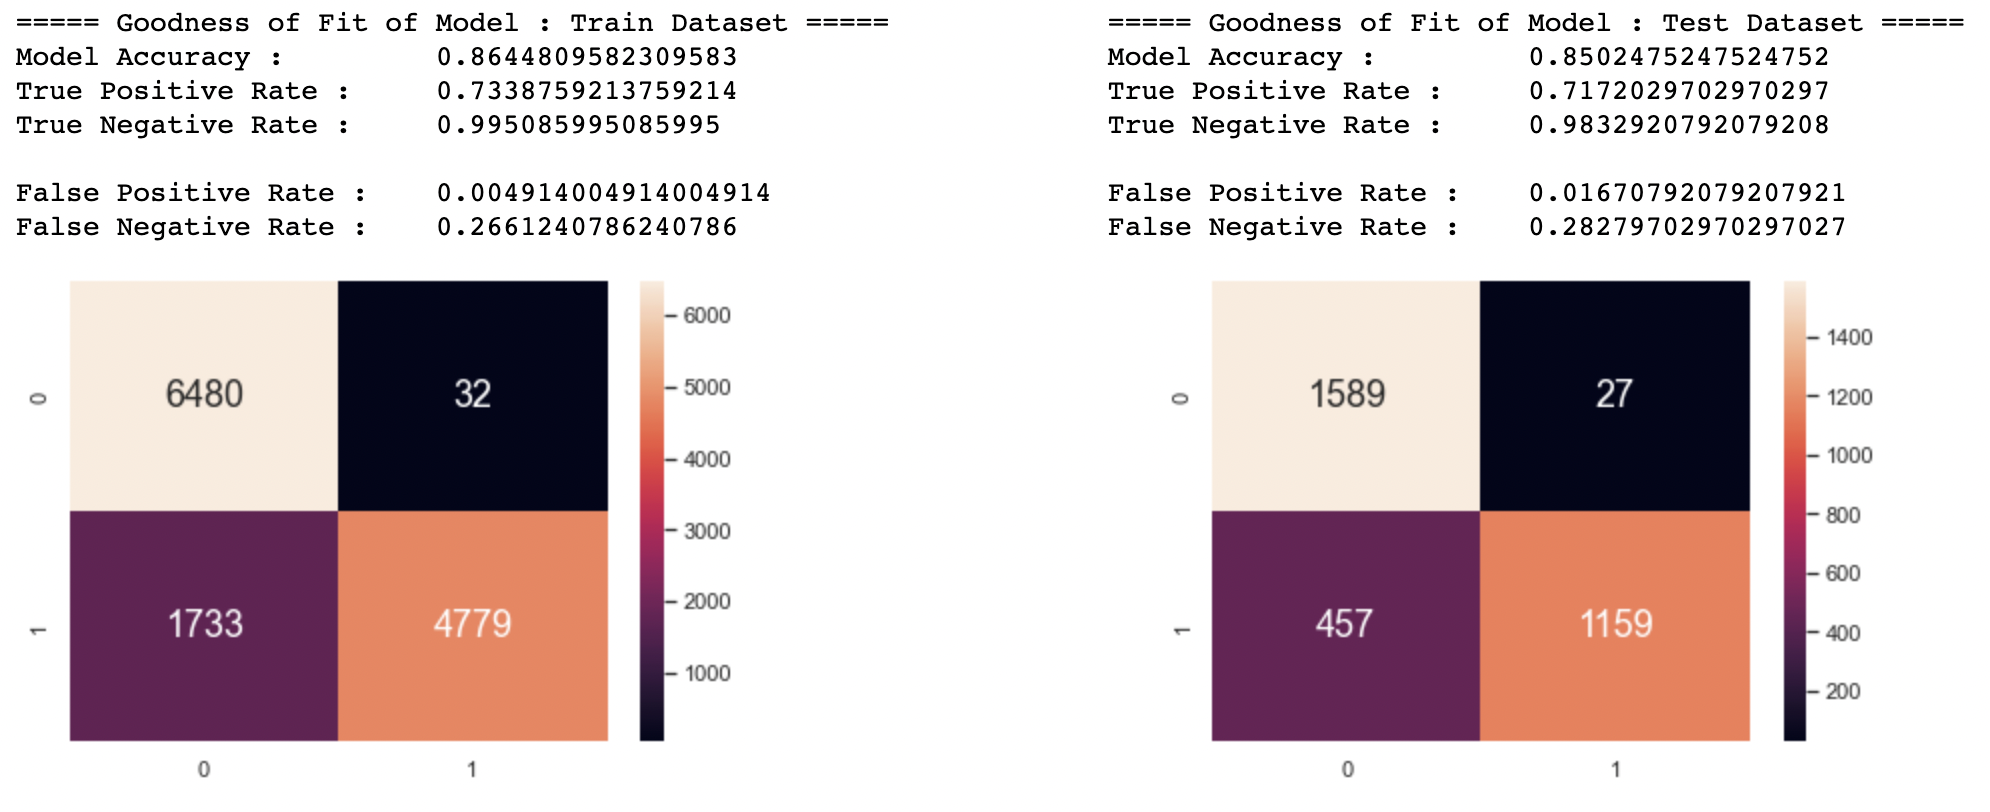 ===== Goodness of Fit of Model : Train Dataset =====
Model Accuracy : 0.8644809582309583
True Positive Rate : 0.7338759213759214
True Negative Rate : 0.995085995085995
False Positive Rate : 0.004914004914004914
False Negative Rate : 0.2661240786240786
6480 32
1733 4779
0
1
0 1
6000
5000
4000
3000
2000
1000
===== Goodness of Fit of Model : Test Dataset =====
Model Accuracy : 0.8502475247524752
True Positive Rate : 0.7172029702970297
True Negative Rate : 0.9832920792079208
False Positive Rate : 0.01670792079207921
False Negative Rate : 0.28279702970297027
1589 27
457 1159
0
1
0 1
1400
1200
1000
800
600
400
200